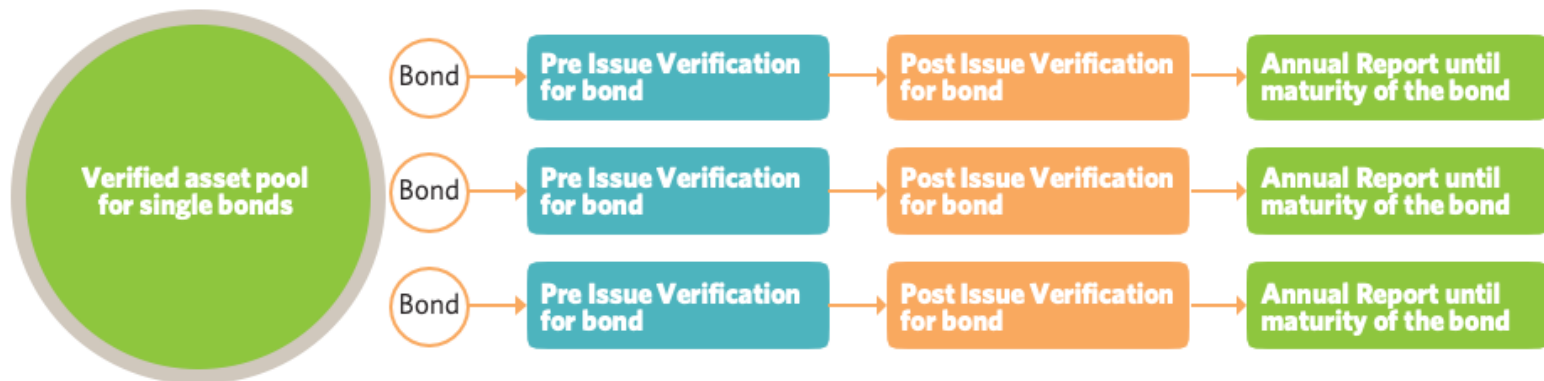 Verified asset pool
for single bonds
Bond
Pre Issue Verification
for bond
Post Issue Verification
for bond
Annual Report until
maturity of the bond
Bond
Pre Issue Verification
for bond
Post Issue Verification
for bond
Annual Report until
maturity of the bond
Bond
Pre Issue Verification
for bond
Post Issue Verification
for bond
Annual Report until
maturity of the bond